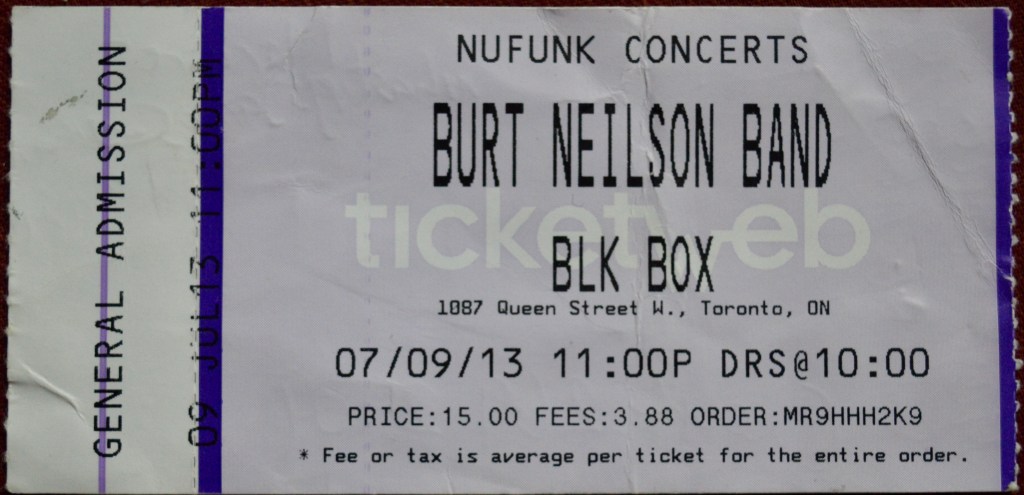 GENERAL ADMISSION
09 JUL 13 11:00PM
NUFUNK CONCERTS
BURT NEILSON BAND
ticketweb
BLK BOX
1087 Queen Street W., Toronto, ON
07/09/13 11:00P DRS@10:00
PRICE:15.00 FEES:3.88 ORDER:MR9HHH2K9
* Fee or tax is average per ticket for the entire order.